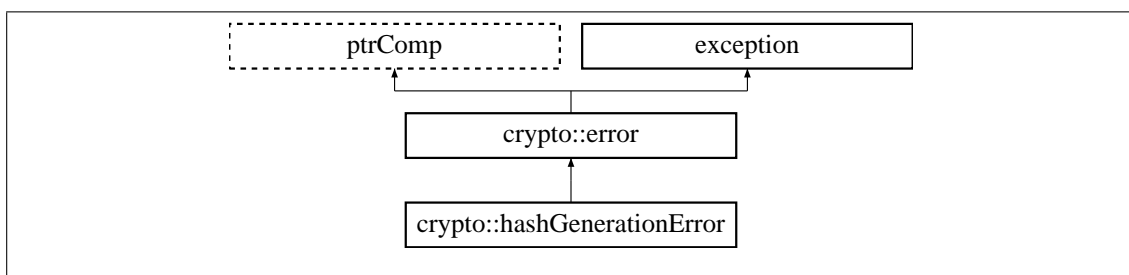 ptrComp
exception
crypto::error
crypto::hashGenerationError